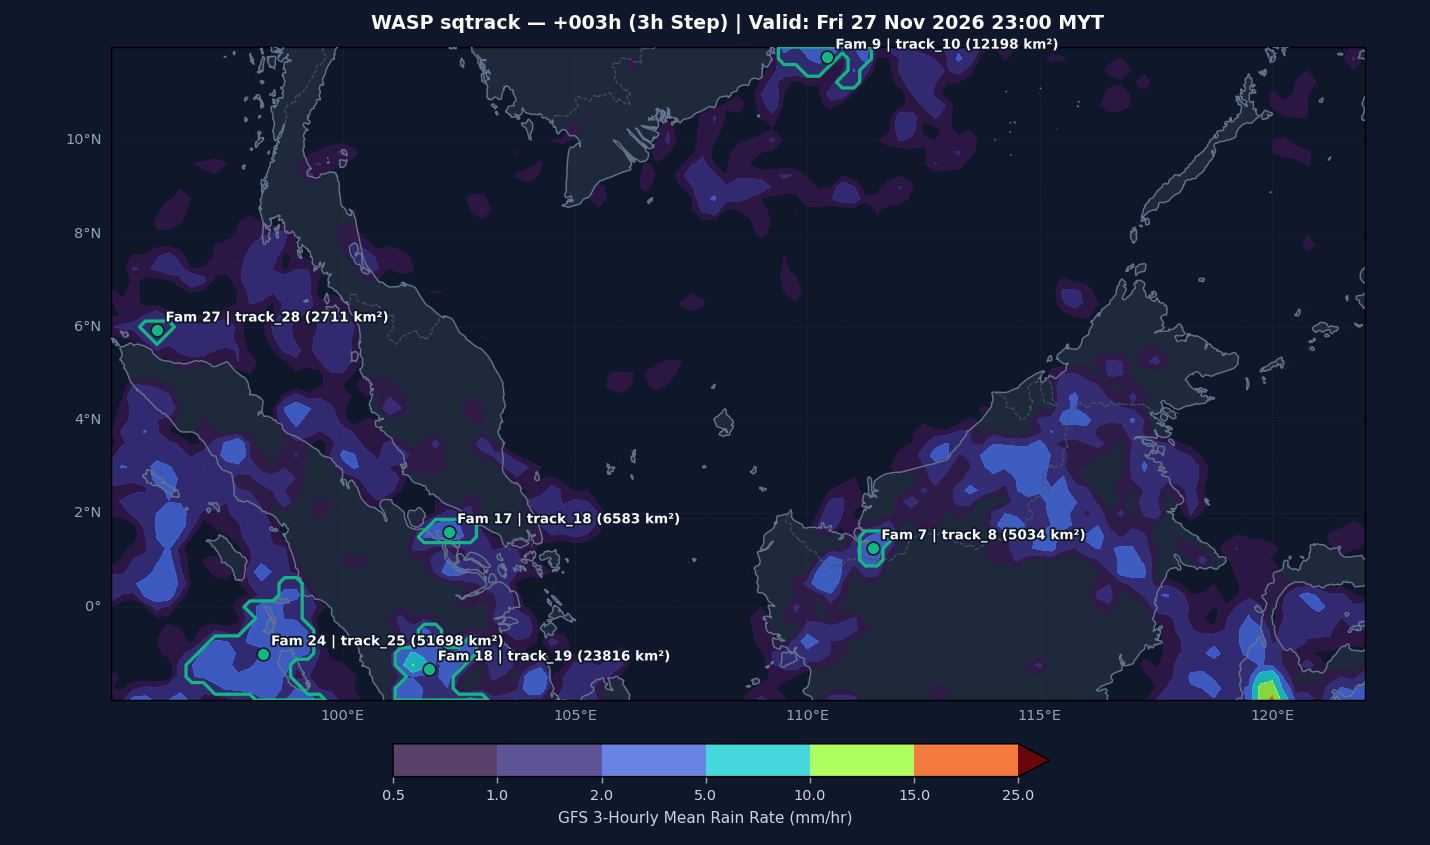 WASP sqtrack — +003h (3h Step) | Valid: Fri 27 Nov 2026 23:00 MYT
Fam 9 | track_10 (12198 km²)
10°N
8°N
Fam 27 | track_28 (2711 km²)
6°N
4°N
2°N
Fam 17 | track_18 (6583 km²)
Fam 7 | track_8 (5034 km²)
0°
Fam 24 | track_25 (51698 km²)
Fam 18 | track_19 (23816 km²)
100°E 105°E 110°E 115°E 120°E
0.5 1.0 2.0 5.0 10.0 15.0 25.0
GFS 3-Hourly Mean Rain Rate (mm/hr)